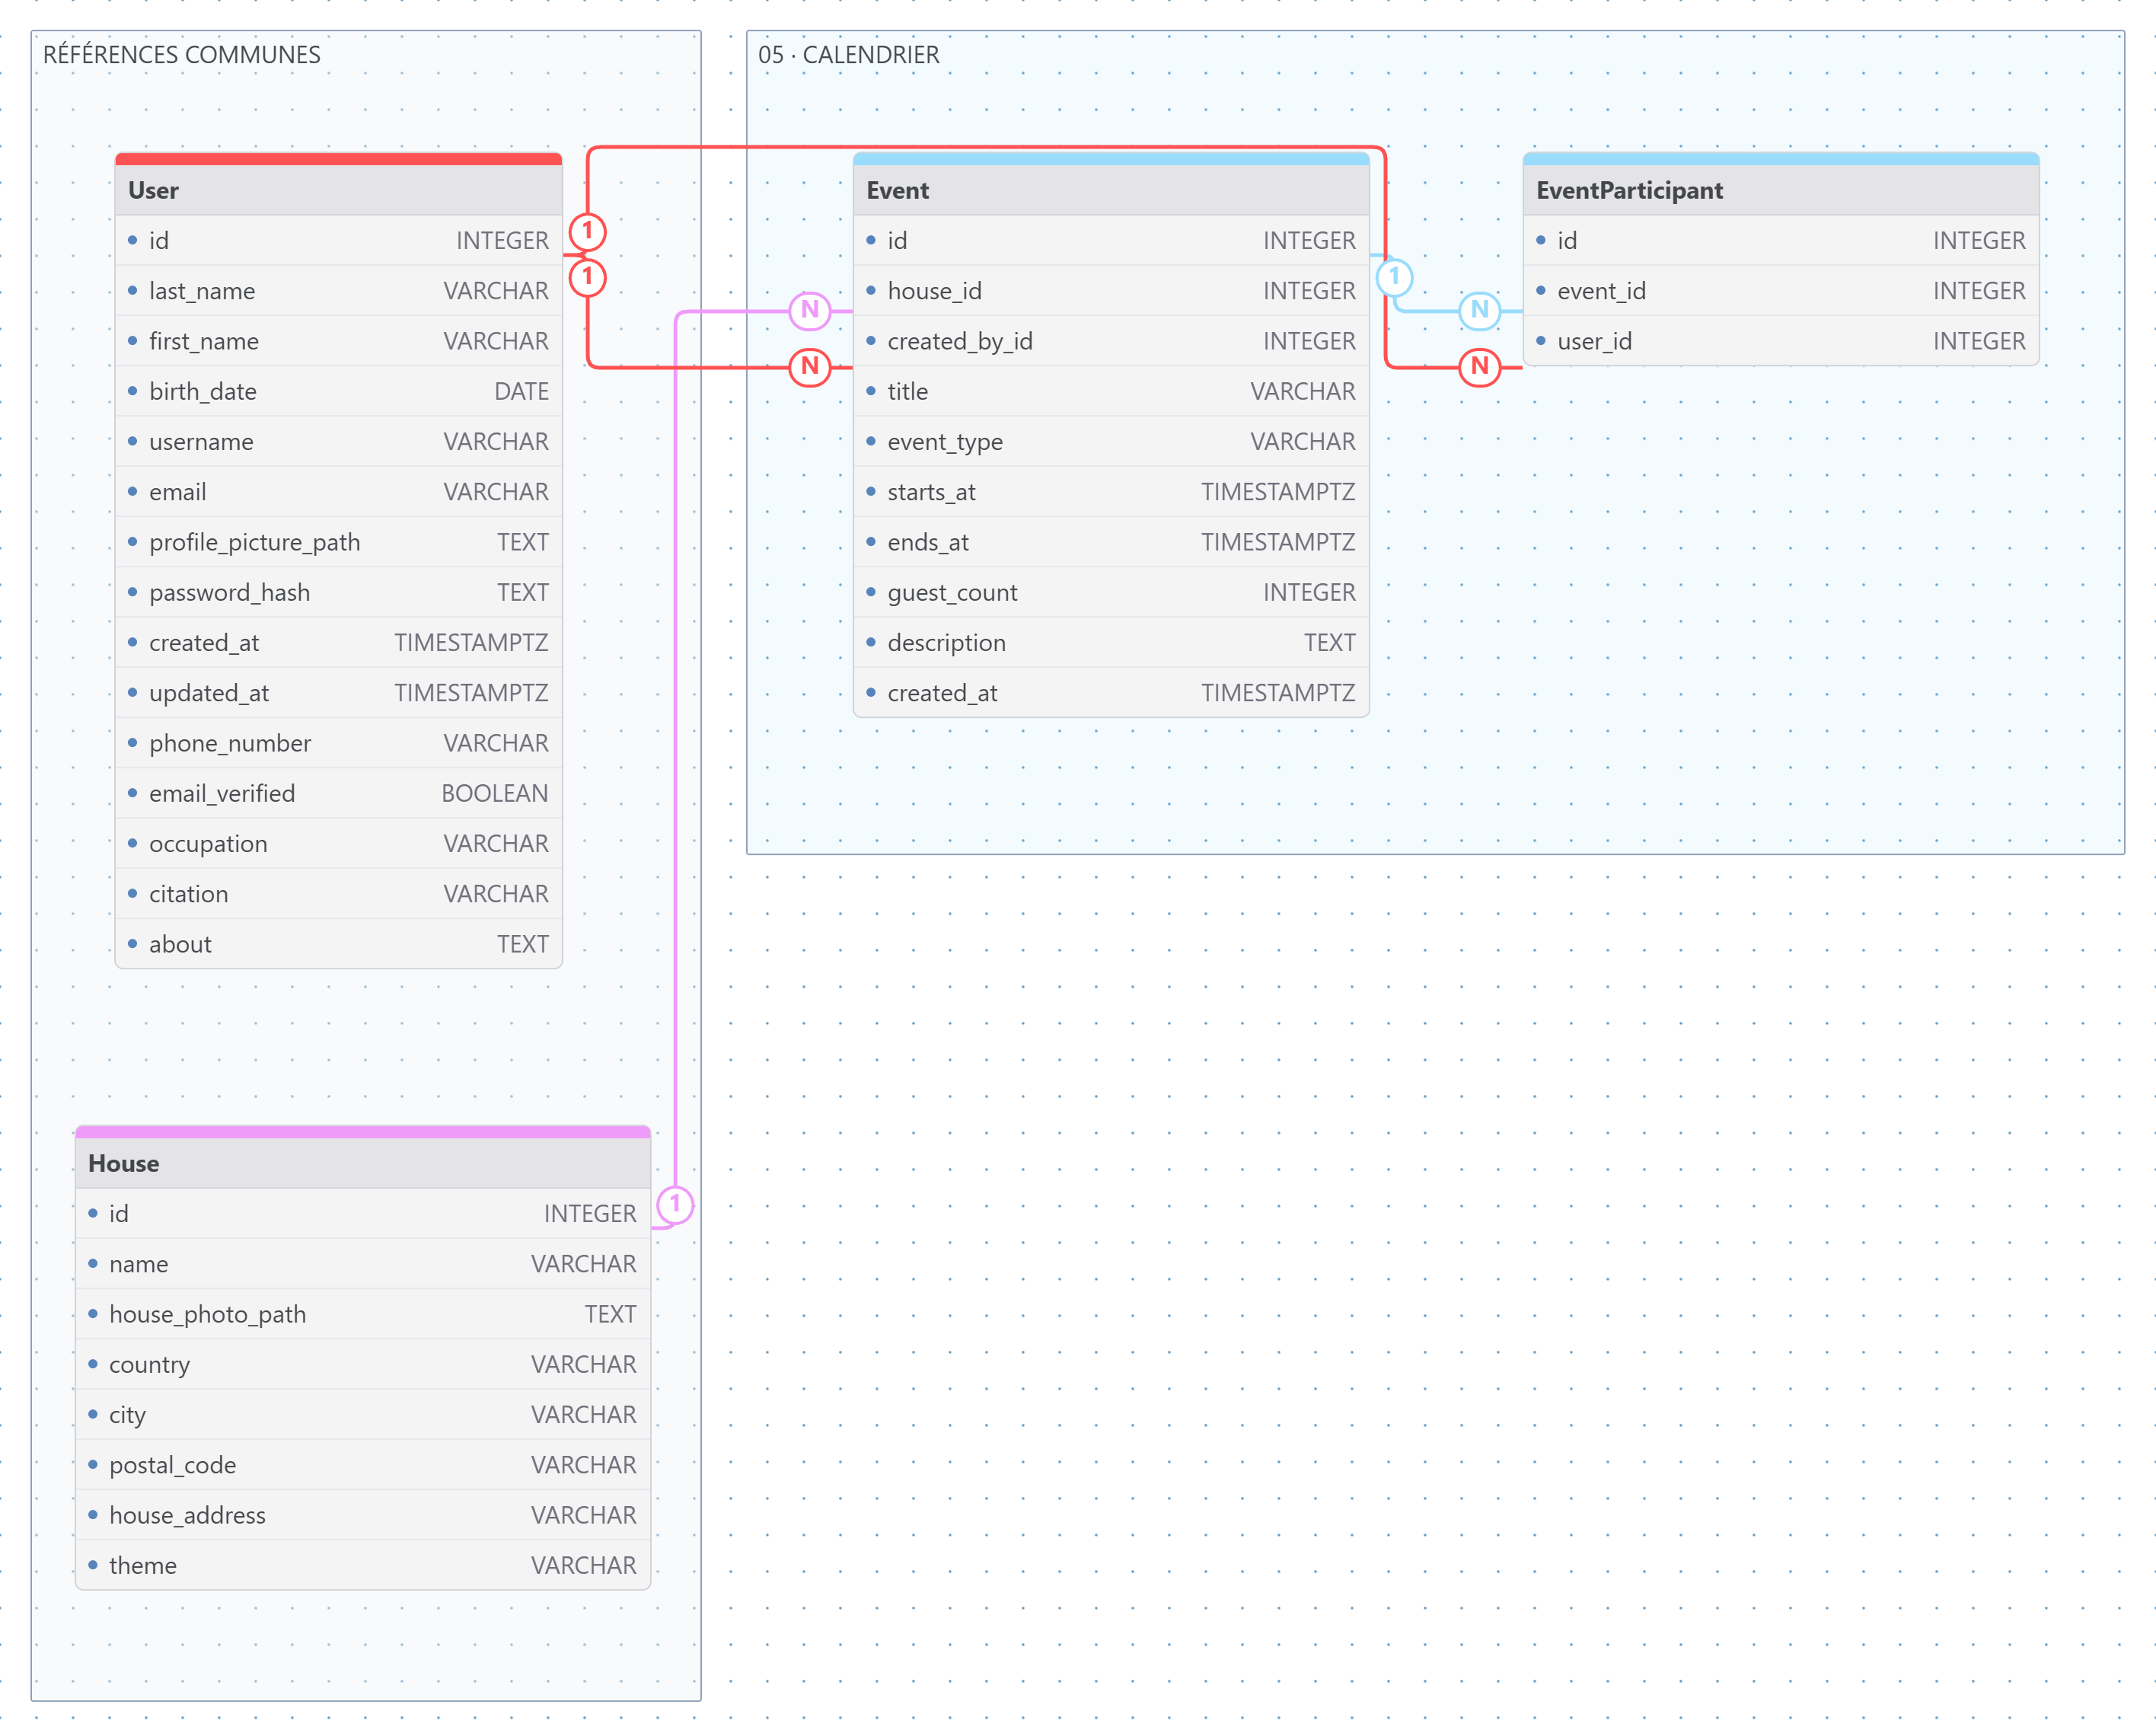 RÉFÉRENCES COMMUNES
User
id INTEGER
last_name VARCHAR
first_name VARCHAR
birth_date DATE
username VARCHAR
email VARCHAR
profile_picture_path TEXT
password_hash TEXT
created_at TIMESTAMPTZ
updated_at TIMESTAMPTZ
phone_number VARCHAR
email_verified BOOLEAN
occupation VARCHAR
citation VARCHAR
about TEXT
1
1
House
id INTEGER
name VARCHAR
house_photo_path TEXT
country VARCHAR
city VARCHAR
postal_code VARCHAR
house_address VARCHAR
theme VARCHAR
1
05 · CALENDRIER
N
N
Event
id INTEGER
house_id INTEGER
created_by_id INTEGER
title VARCHAR
event_type VARCHAR
starts_at TIMESTAMPTZ
ends_at TIMESTAMPTZ
guest_count INTEGER
description TEXT
created_at TIMESTAMPTZ
1
N
N
EventParticipant
id INTEGER
event_id INTEGER
user_id INTEGER